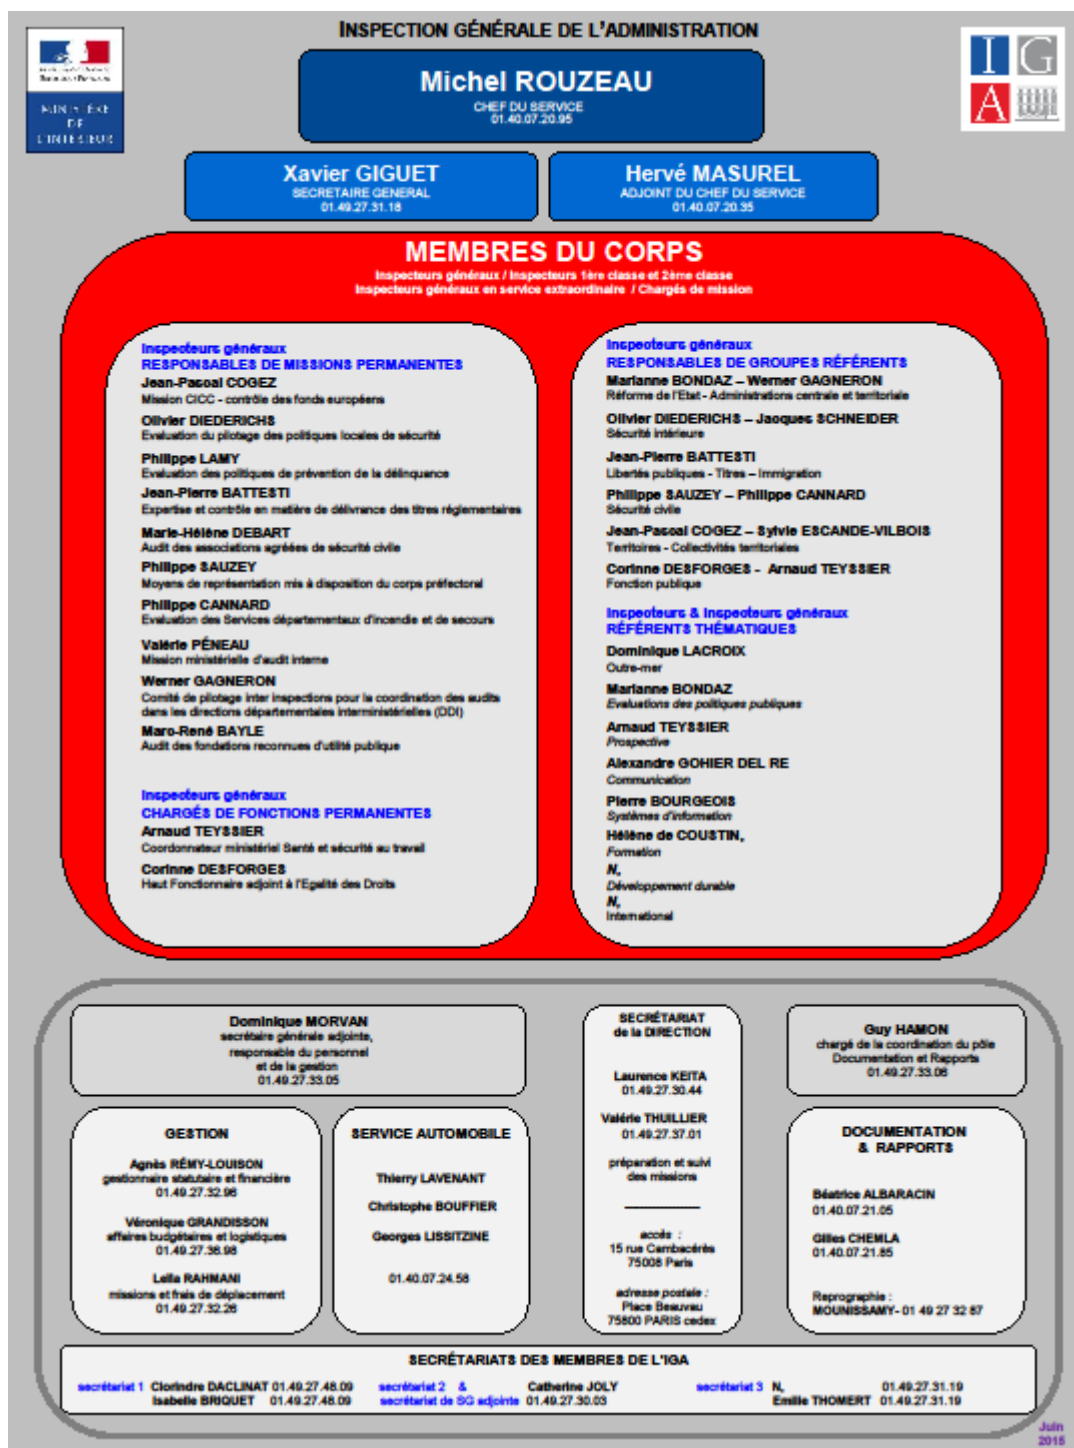 INSPECTION GÉNÉRALE DE L'ADMINISTRATION
MINISTÈRE
DE
L'INTÉRIEUR
I G
A
Michel ROUZEAU
CHEF DU SERVICE
01.40.07.20.95
Xavier GIGUET
SECRETAIRE GENERAL
01.49.27.31.18
Hervé MASUREL
ADJOINT DU CHEF DU SERVICE
01.40.07.20.35
MEMBRES DU CORPS
Inspecteurs généraux / Inspecteurs 1ère classe et 2ème classe
Inspecteurs généraux en service extraordinaire / Chargés de mission
Inspecteurs généraux
RESPONSABLES DE MISSIONS PERMANENTES
Jean-Pascal COGEZ
Mission CICC - contrôle des fonds européens
Olivier DIEDERICHS
Evaluation du pilotage des politiques locales de sécurité
Philippe LAMY
Evaluation des politiques de prévention de la délinquance
Jean-Pierre BATTESTI
Expertise et contrôle en matière de délivrance des titres réglementaires
Marie-Hélène DEBART
Audit des associations agréées de sécurité civile
Philippe SAUZEY
Moyens de représentation mis à disposition du corps préfectoral
Philippe CANNARD
Evaluation des Services départementaux d'incendie et de secours
Valérie PÉNEAU
Mission ministérielle d'audit interne
Werner GAGNERON
Comité de pilotage inter inspections pour la coordination des audits
dans les directions départementales interministérielles (DDI)
Marc-René BAYLE
Audit des fondations reconnues d'utilité publique
Inspecteurs généraux
CHARGÉS DE FONCTIONS PERMANENTES
Arnaud TEYSSIER
Coordonnateur ministériel Santé et sécurité au travail
Corinne DESFORGES
Haut Fonctionnaire adjoint à l'Egalité des Droits
Inspecteurs généraux
RESPONSABLES DE GROUPES RÉFÉRENTS
Marianne BONDAZ – Werner GAGNERON
Réforme de l'Etat - Administrations centrale et territoriale
Olivier DIEDERICHS – Jacques SCHNEIDER
Sécurité intérieure
Jean-Pierre BATTESTI
Libertés publiques - Titres – Immigration
Philippe SAUZEY – Philippe CANNARD
Sécurité civile
Jean-Pascal COGEZ – Sylvie ESCANDE-VILBOIS
Territoires - Collectivités territoriales
Corinne DESFORGES - Arnaud TEYSSIER
Fonction publique
Inspecteurs & Inspecteurs généraux
RÉFÉRENTS THÉMATIQUES
Dominique LACROIX
Outre-mer
Marianne BONDAZ
Evaluations des politiques publiques
Arnaud TEYSSIER
Prospective
Alexandre GOHIER DEL RE
Communication
Pierre BOURGEOIS
Systèmes d'information
Hélène de COUSTIN,
Formation
N,
Développement durable
N,
International
Dominique MORVAN
secrétaire générale adjointe,
responsable du personnel
et de la gestion
01.49.27.33.05
GESTION
Agnès RÉMY-LOUISON
gestionnaire statutaire et financière
01.49.27.32.96
Véronique GRANDISSON
affaires budgétaires et logistiques
01.49.27.38.98
Leïla RAHMANI
missions et frais de déplacement
01.49.27.32.26
SERVICE AUTOMOBILE
Thierry LAVENANT
Christophe BOUFFIER
Georges LISSITZINE
01.40.07.24.58
SECRÉTARIAT
de la DIRECTION
Laurence KEITA
01.49.27.30.44
Valérie THUILLIER
01.49.27.37.01
préparation et suivi
des missions
accès :
15 rue Cambacérès
75008 Paris
adresse postale :
Place Beauvau
75800 PARIS cedex
Guy HAMON
chargé de la coordination du pôle
Documentation et Rapports
01.49.27.33.06
DOCUMENTATION
& RAPPORTS
Béatrice ALBARACIN
01.40.07.21.05
Gilles CHEMLA
01.40.07.21.85
Reprographie :
MOUNISSAMY- 01 49 27 32 87
SECRÉTARIATS DES MEMBRES DE L'IGA
secrétariat 1 Clorindre DACLINAT 01.49.27.48.09
Isabelle BRIQUET 01.49.27.48.09
secrétariat 2 & Catherine JOLY
secrétariat de SG adjointe 01.49.27.30.03
secrétariat 3 N, 01.49.27.31.19
Emilie THOMERT 01.49.27.31.19
Juin
2015